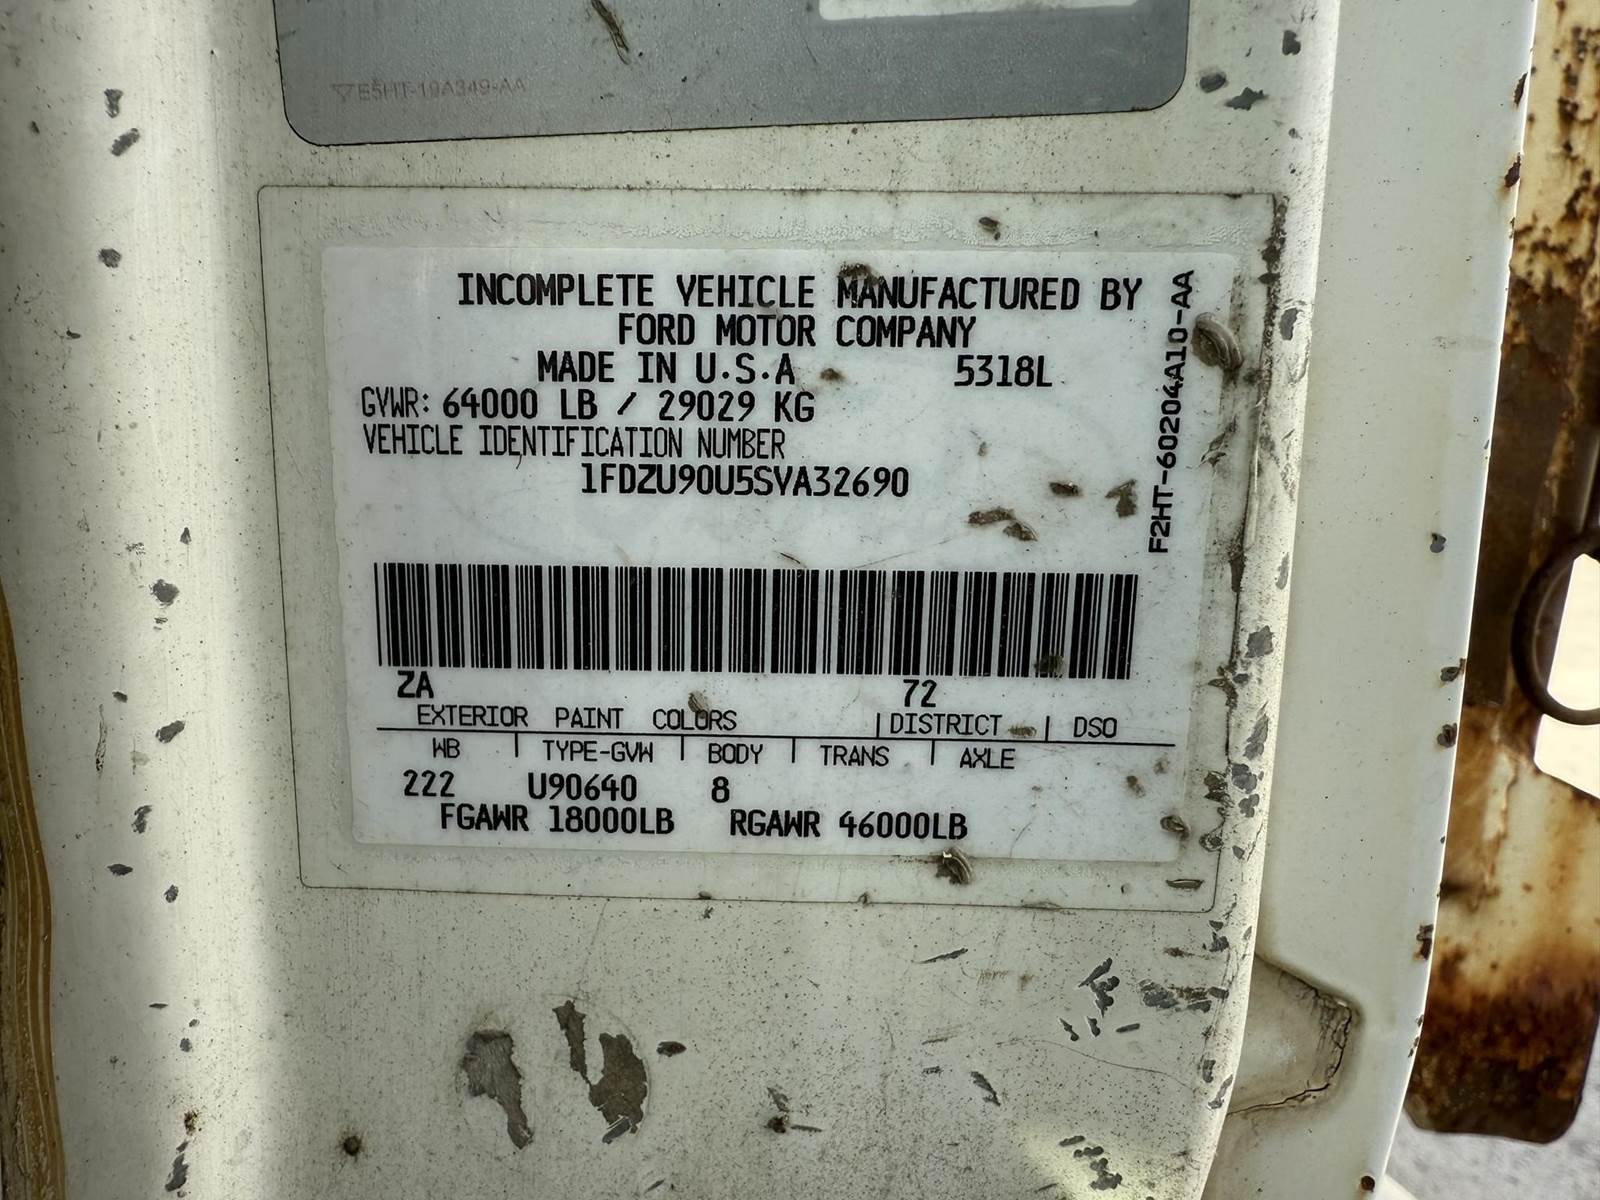 E5HT-19A349-AA
INCOMPLETE VEHICLE MANUFACTURED BY
FORD MOTOR COMPANY
MADE IN U.S.A 5318L
GVWR: 64000 LB / 29029 KG
VEHICLE IDENTIFICATION NUMBER
1FDZU90U5SVA32690
F2HT-60204A10-AA
ZA 72
EXTERIOR PAINT COLORS DISTRICT DSO
WB TYPE-GVW BODY TRANS AXLE
222 U90640 8
FGAWR 18000LB RGAWR 46000LB